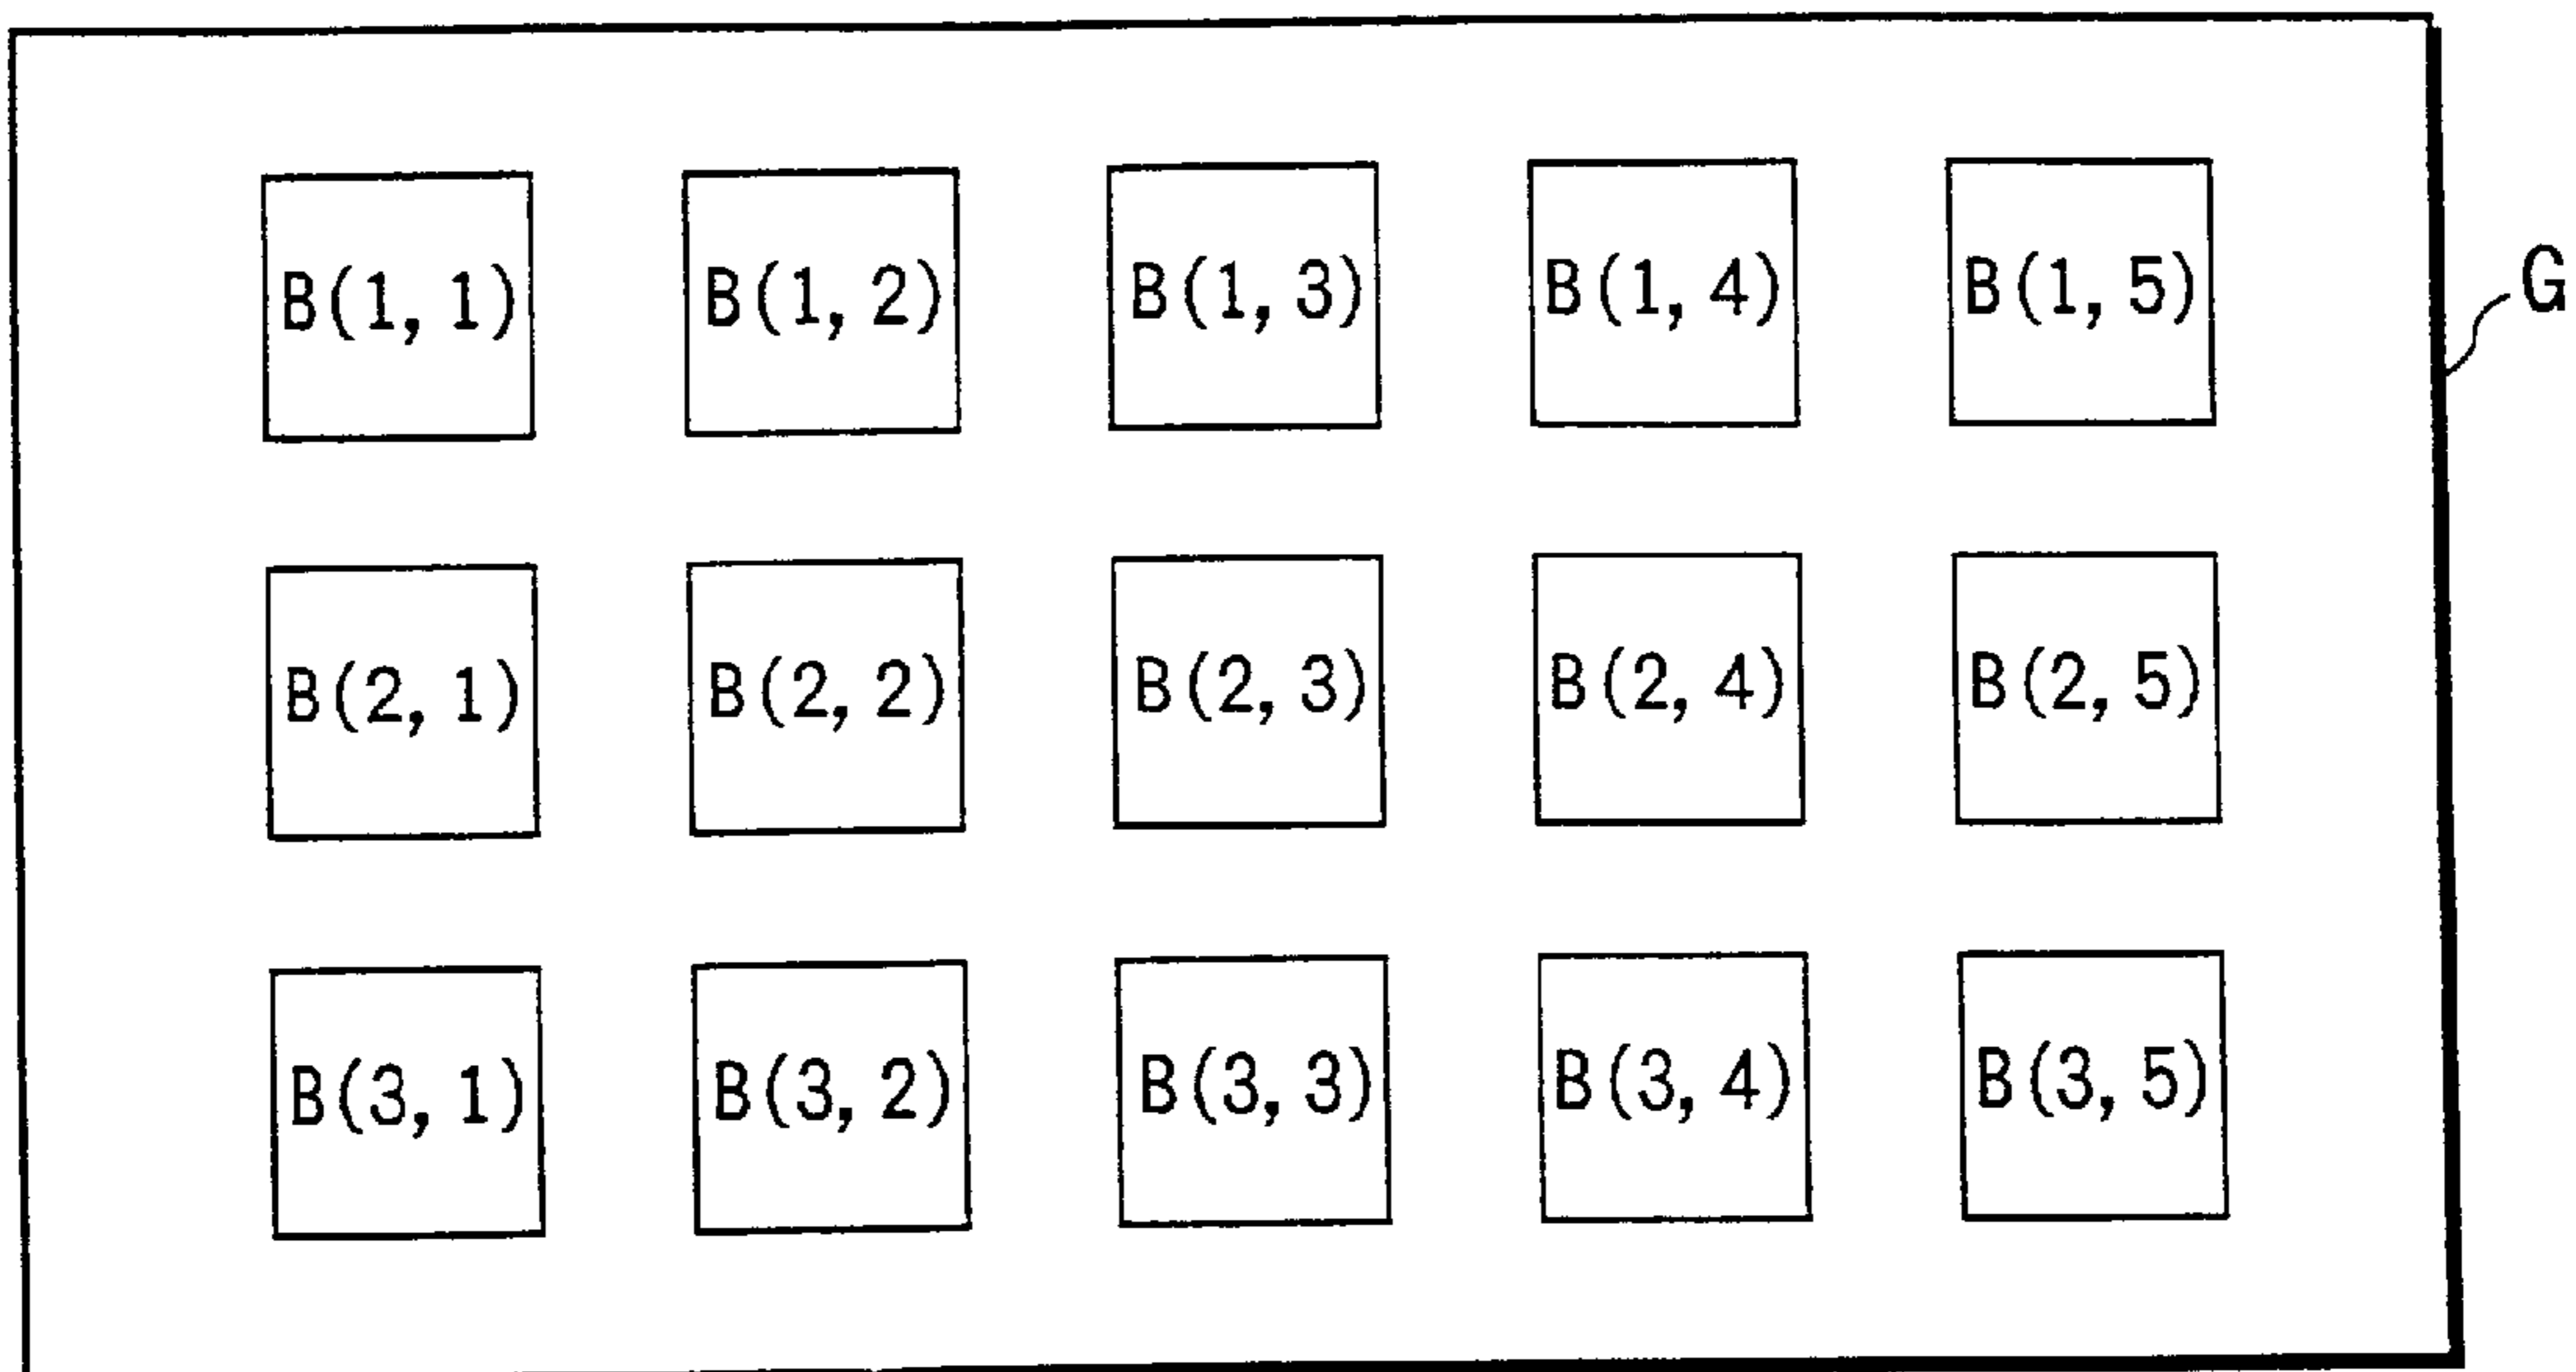 B(1, 1) B(1, 2) B(1, 3) B(1, 4) B(1, 5) G
B(2, 1) B(2, 2) B(2, 3) B(2, 4) B(2, 5)
B(3, 1) B(3, 2) B(3, 3) B(3, 4) B(3, 5)